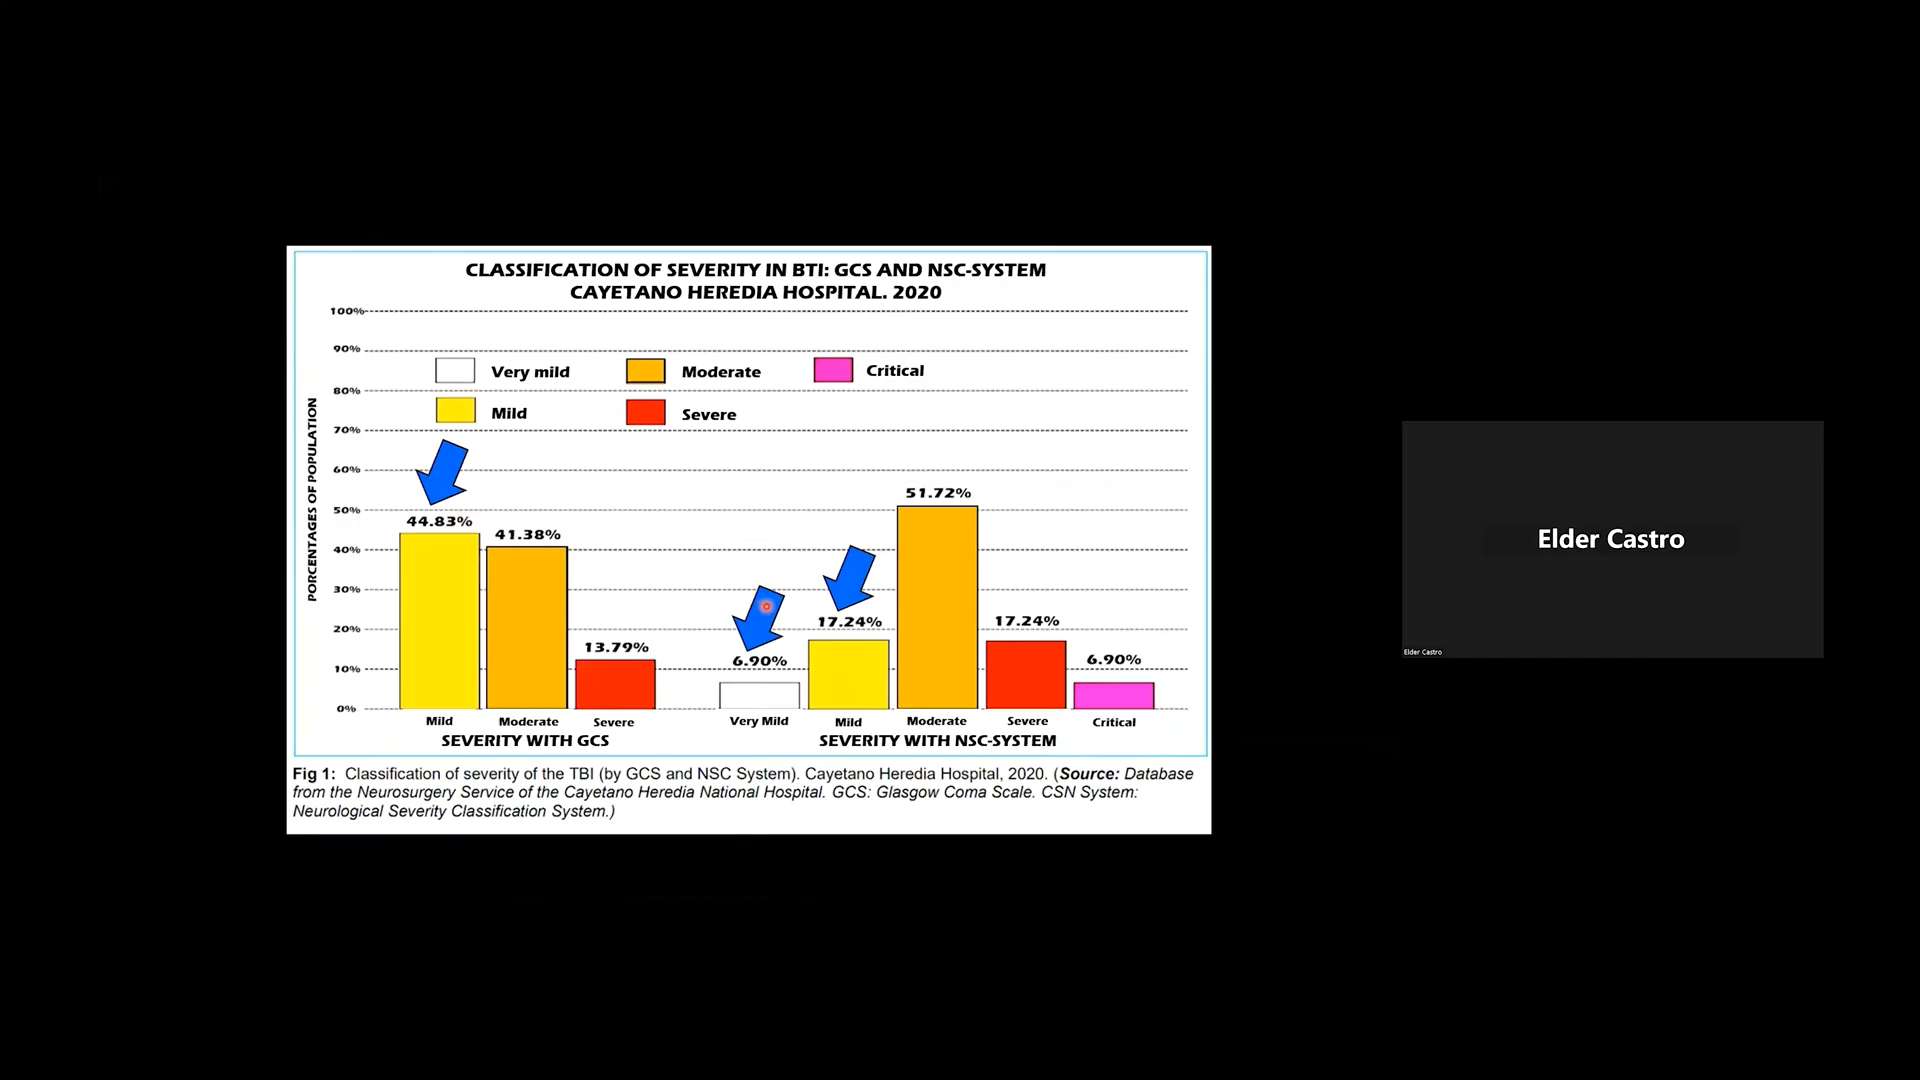 CLASSIFICATION OF SEVERITY IN BTI: GCS AND NSC-SYSTEM
CAYETANO HEREDIA HOSPITAL. 2020
PORCENTAGES OF POPULATION
100%
90%
80%
70%
60%
50%
40%
30%
20%
10%
0%
Very mild
Moderate
Critical
Mild
Severe
44.83%
41.38%
13.79%
6.90%
17.24%
51.72%
17.24%
6.90%
Mild
Moderate
Severe
Very Mild
Mild
Moderate
Severe
Critical
SEVERITY WITH GCS
SEVERITY WITH NSC-SYSTEM
Fig 1: Classification of severity of the TBI (by GCS and NSC System). Cayetano Heredia Hospital, 2020. (Source: Database
from the Neurosurgery Service of the Cayetano Heredia National Hospital. GCS: Glasgow Coma Scale. CSN System:
Neurological Severity Classification System.)
Elder Castro
Elder Castro